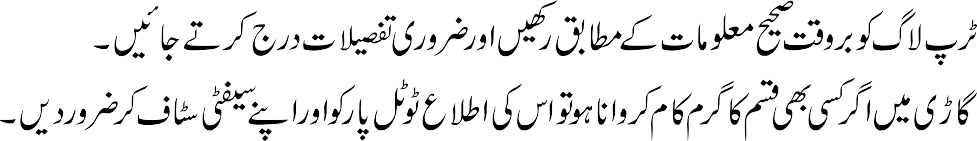 ٹرپ لاگ کو بروقت صحیح معلومات کے مطابق رکھیں اور ضروری تفصیلات درج کرتے جائیں۔
گاڑی میں اگر کسی بھی قسم کا گرم کام کروانا ہو تو اس کی اطلاع ٹوٹل پارکو اور اپنے سیفٹی سٹاف کر ضرور دیں۔